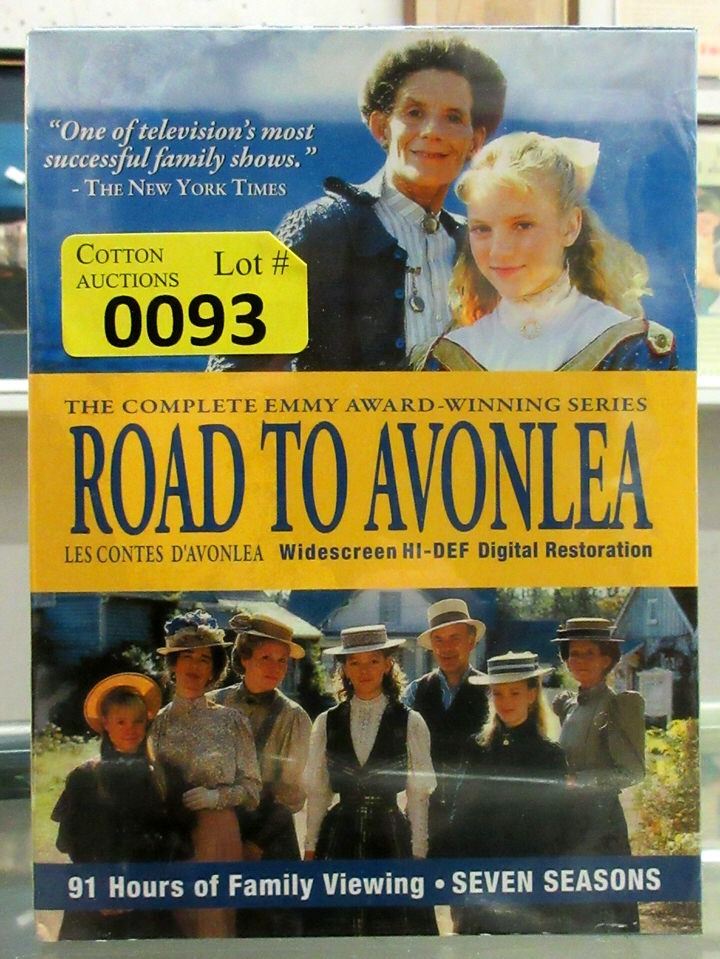 "One of television's most
successful family shows."
- THE NEW YORK TIMES
COTTON
AUCTIONS
Lot #
0093
THE COMPLETE EMMY AWARD-WINNING SERIES
ROAD TO AVONLEA
LES CONTES D'AVONLEA Widescreen HI-DEF Digital Restoration
91 Hours of Family Viewing • SEVEN SEASONS